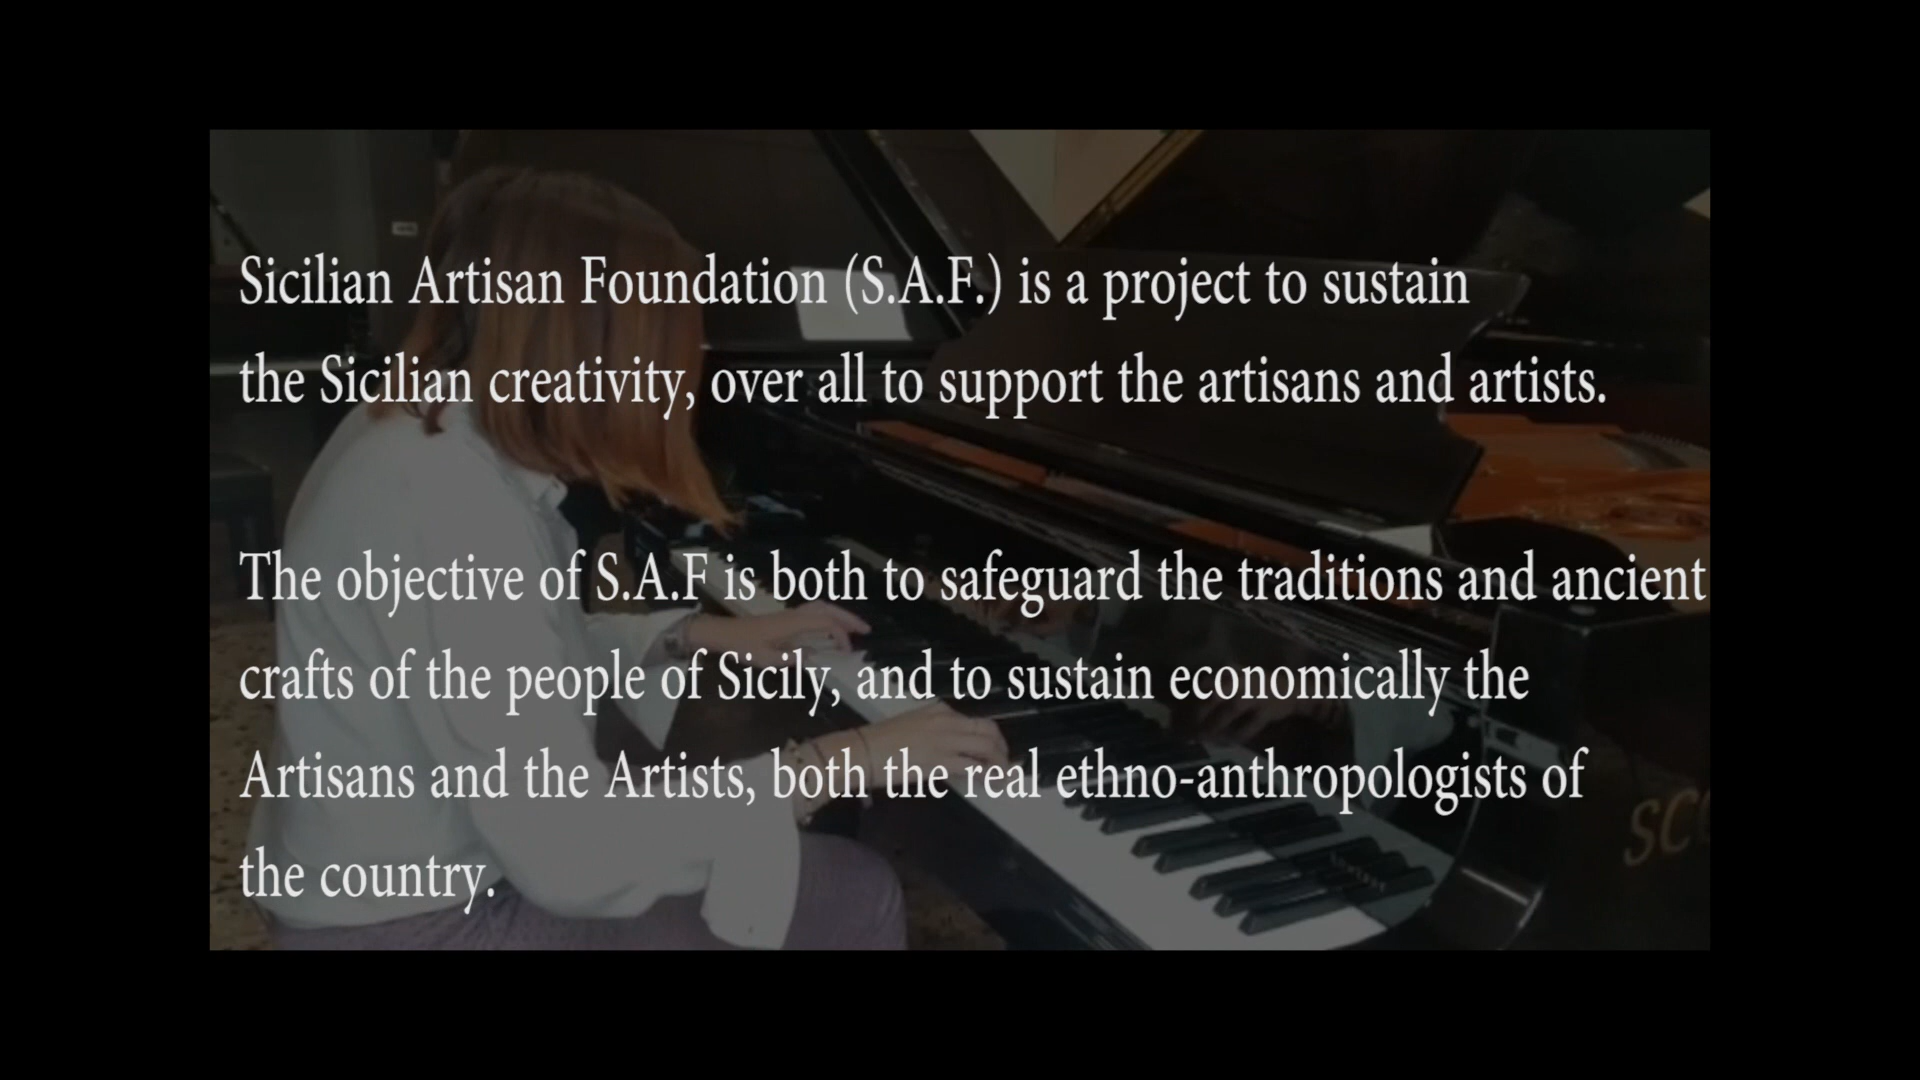 Sicilian Artisan Foundation (S.A.F.) is a project to sustain
the Sicilian creativity, over all to support the artisans and artists.
The objective of S.A.F is both to safeguard the traditions and ancient
crafts of the people of Sicily, and to sustain economically the
Artisans and the Artists, both the real ethno-anthropologists of
the country.
SC